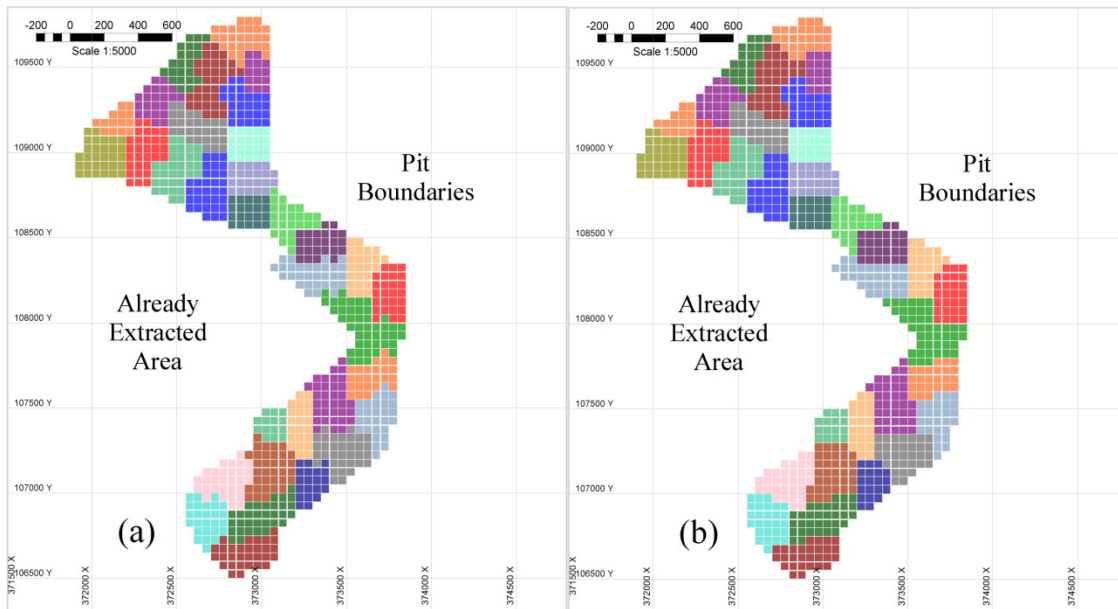 -200 0 200 400 600
Scale 1:5000
109500 Y
109000 Y
108500 Y
108000 Y
107500 Y
107000 Y
106500 Y
Pit
Boundaries
Already
Extracted
Area
(a)
371500 X
372000 X
372500 X
373000 X
373500 X
374000 X
374500 X
-200 0 200 400 600
Scale 1:5000
109500 Y
109000 Y
108500 Y
108000 Y
107500 Y
107000 Y
106500 Y
Pit
Boundaries
Already
Extracted
Area
(b)
371500 X
372000 X
372500 X
373000 X
373500 X
374000 X
374500 X